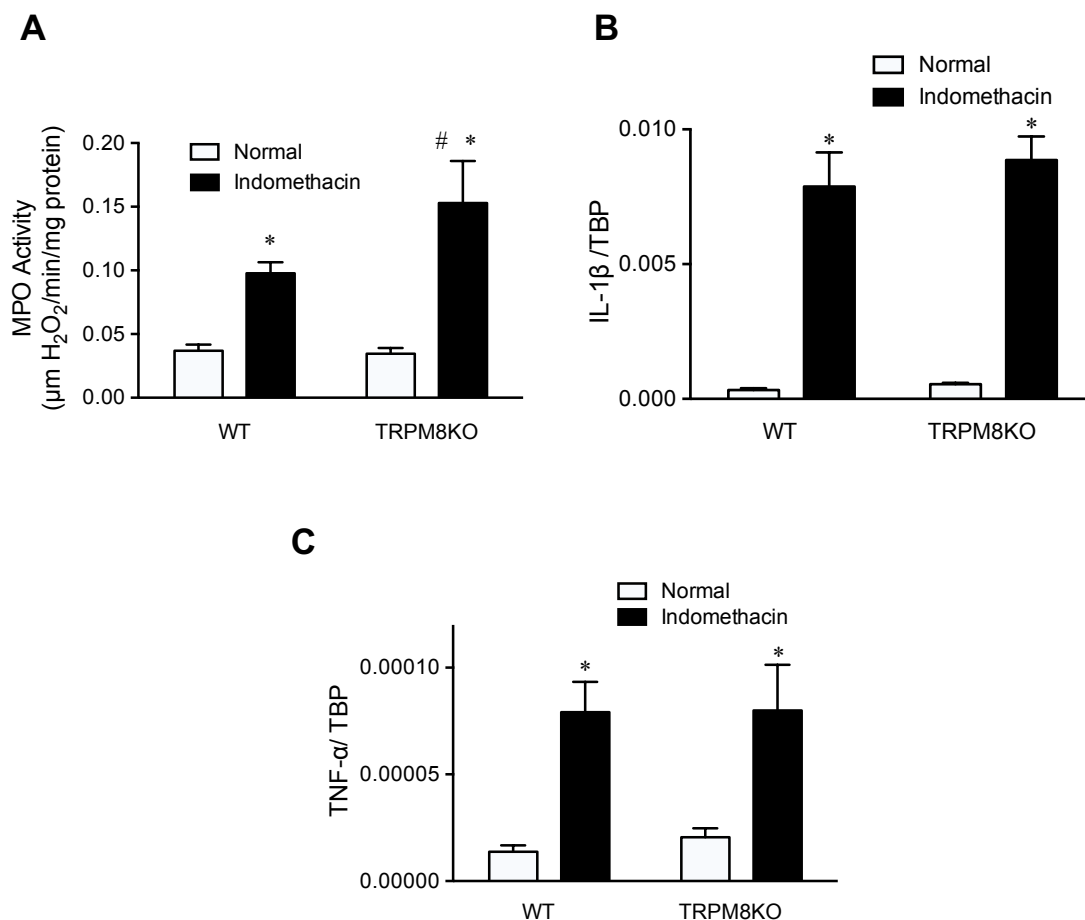 A
MPO Activity
(µm H₂O₂/min/mg protein)
0.20
0.15
0.10
0.05
0.00
Normal
Indomethacin
*
# *
WT TRPM8KO
B
Normal
Indomethacin
IL-1β /TBP
0.010
0.005
0.000
*
*
WT TRPM8KO
C
Normal
Indomethacin
TNF-α/ TBP
0.00010
0.00005
0.00000
*
*
WT TRPM8KO